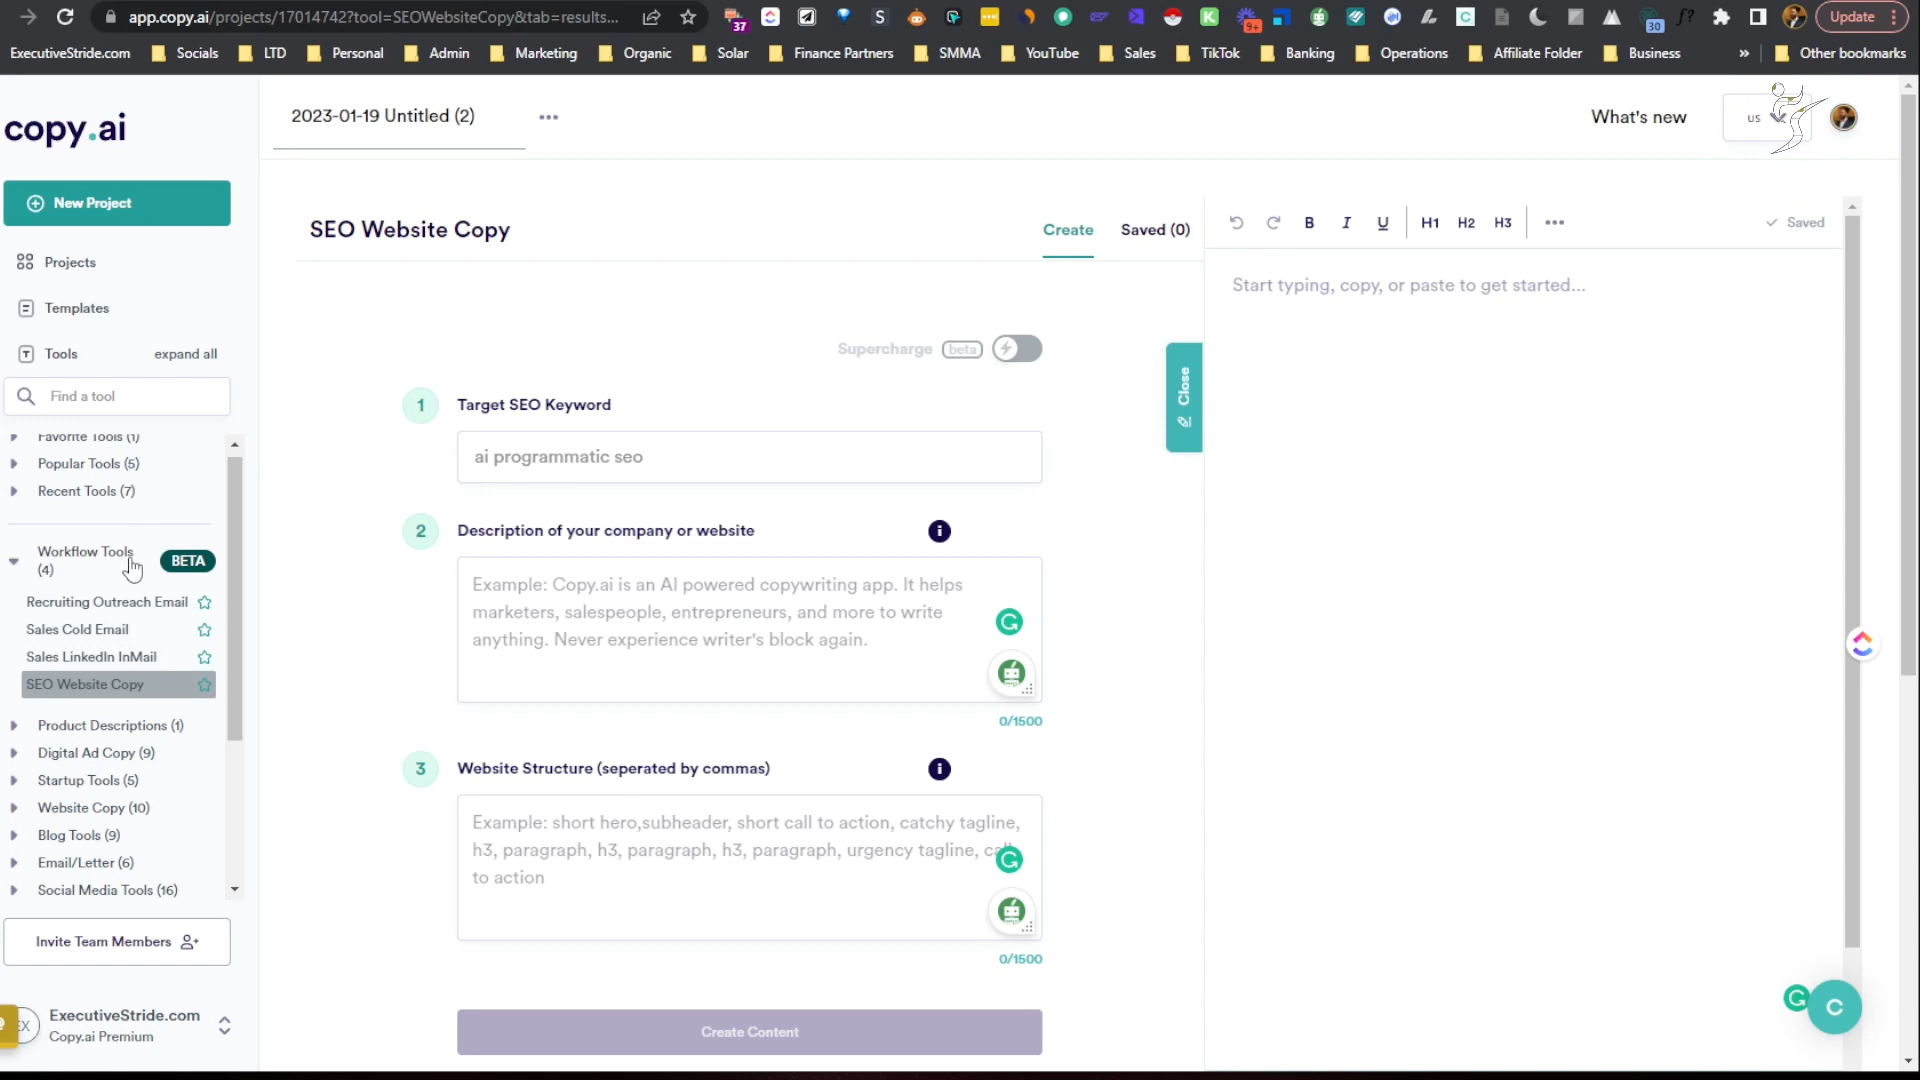 app.copy.ai/projects/17014742?tool=SEOWebsiteCopy&tab=results...
37
9+
30
Update
ExecutiveStride.com
Socials
LTD
Personal
Admin
Marketing
Organic
Solar
Finance Partners
SMMA
YouTube
Sales
TikTok
Banking
Operations
Affiliate Folder
Business
»
Other bookmarks
copy.ai
2023-01-19 Untitled (2)
What's new
us
New Project
Projects
Templates
Tools
expand all
Find a tool
Favorite Tools (1)
Popular Tools (5)
Recent Tools (7)
Workflow Tools
(4)
BETA
Recruiting Outreach Email
Sales Cold Email
Sales LinkedIn InMail
SEO Website Copy
Product Descriptions (1)
Digital Ad Copy (9)
Startup Tools (5)
Website Copy (10)
Blog Tools (9)
Email/Letter (6)
Social Media Tools (16)
Invite Team Members
EX
ExecutiveStride.com
Copy.ai Premium
SEO Website Copy
Create
Saved (0)
Supercharge
beta
1
Target SEO Keyword
ai programmatic seo
2
Description of your company or website
Example: Copy.ai is an AI powered copywriting app. It helps
marketers, salespeople, entrepreneurs, and more to write
anything. Never experience writer's block again.
0/1500
3
Website Structure (seperated by commas)
Example: short hero,subheader, short call to action, catchy tagline,
h3, paragraph, h3, paragraph, h3, paragraph, urgency tagline,
to action
0/1500
Create Content
Close
B
I
U
H1
H2
H3
Saved
Start typing, copy, or paste to get started...
C